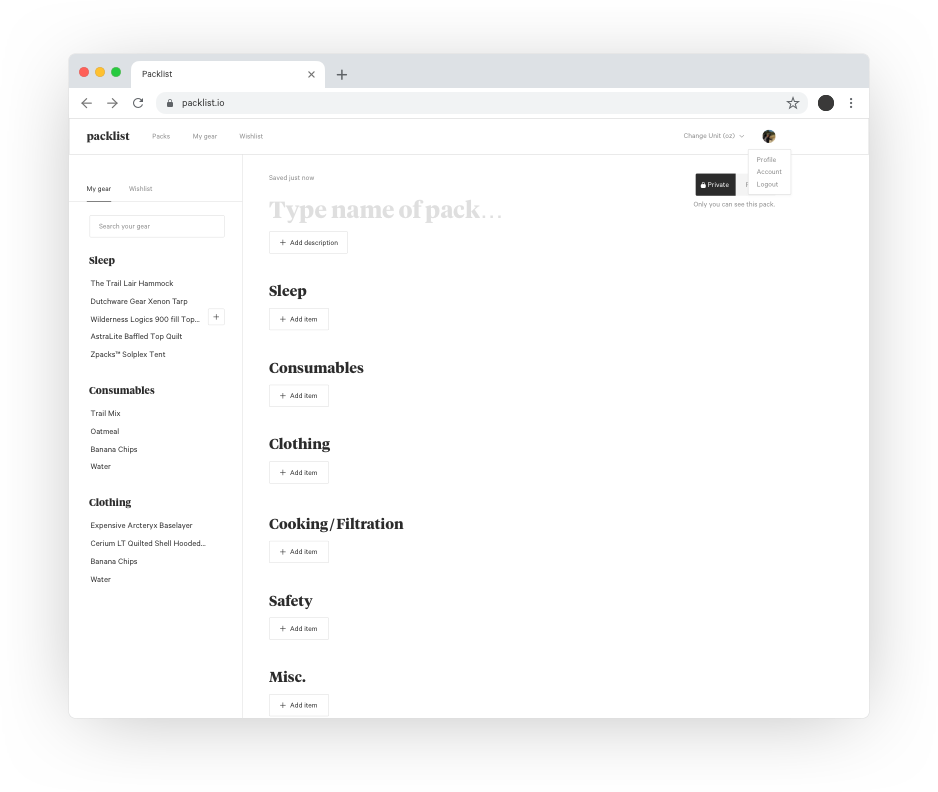 Packlist
packlist.io
packlist Packs My gear Wishlist Change Unit (oz)
Profile
Account
Logout
My gear Wishlist
Search your gear
Sleep
The Trail Lair Hammock
Dutchware Gear Xenon Tarp
Wilderness Logics 900 fill Top...
AstraLite Baffled Top Quilt
Zpacks™ Solplex Tent
Consumables
Trail Mix
Oatmeal
Banana Chips
Water
Clothing
Expensive Arcteryx Baselayer
Cerium LT Quilted Shell Hooded...
Banana Chips
Water
Saved just now
Private
Only you can see this pack.
Type name of pack...
+ Add description
Sleep
+ Add item
Consumables
+ Add item
Clothing
+ Add item
Cooking/Filtration
+ Add item
Safety
+ Add item
Misc.
+ Add item